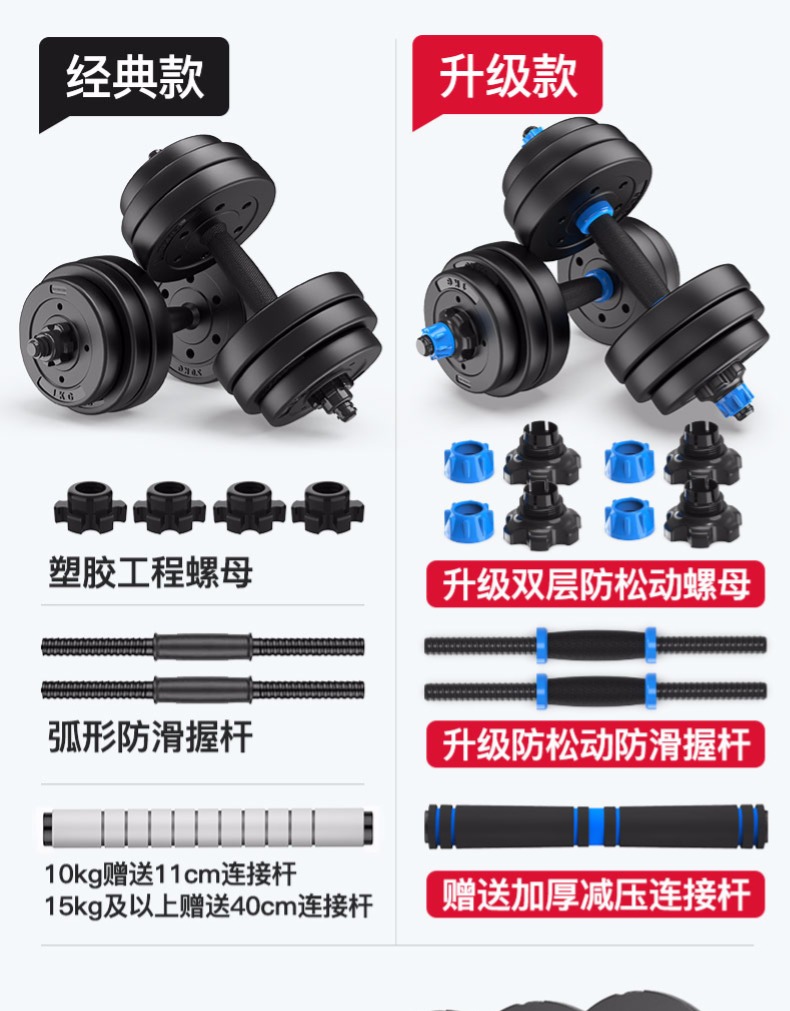 经典款
升级款
1KG
1KG
塑胶工程螺母
升级双层防松动螺母
弧形防滑握杆
升级防松动防滑握杆
10kg赠送11cm连接杆
15kg及以上赠送40cm连接杆
赠送加厚减压连接杆